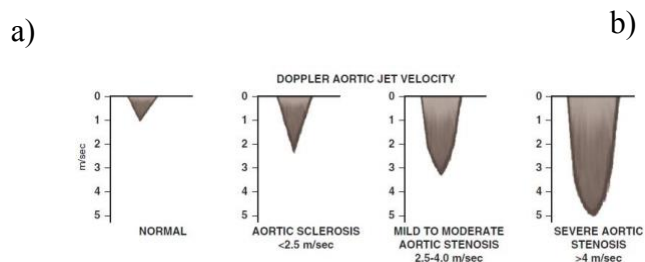 a)
b)
DOPPLER AORTIC JET VELOCITY
m/sec
0
1
2
3
4
5
NORMAL
0
1
2
3
4
5
AORTIC SCLEROSIS
<2.5 m/sec
0
1
2
3
4
5
MILD TO MODERATE
AORTIC STENOSIS
2.5-4.0 m/sec
0
1
2
3
4
5
SEVERE AORTIC
STENOSIS
>4 m/sec